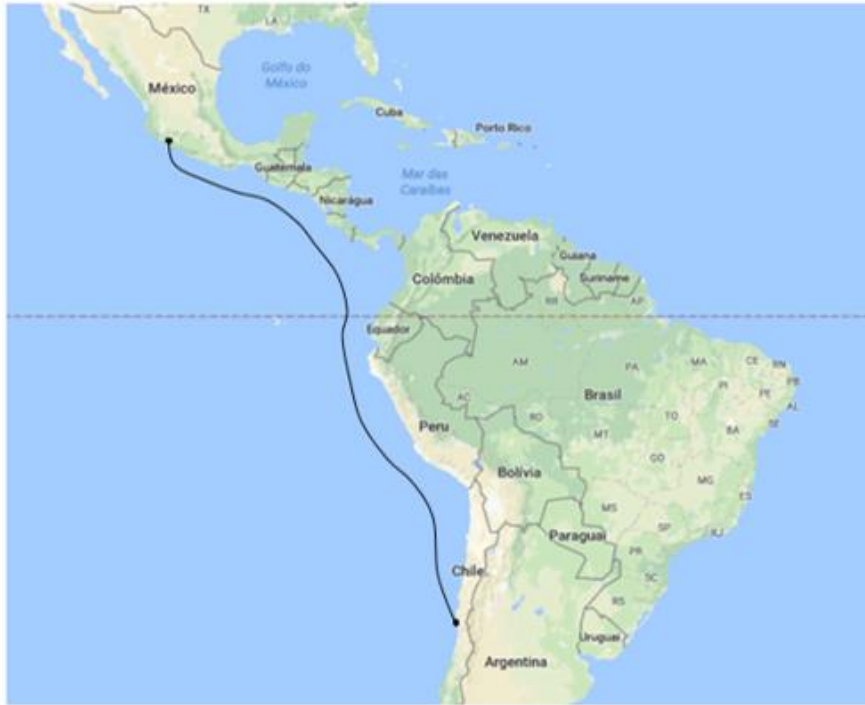 TX
LA
Golfo do
México
México
Cuba
Porto Rico
Guatemala
Mar das
Caraíbas
Nicarágua
Venezuela
Guiana
Colômbia
Suriname
RR
AP
Equador
AM
PA
MA
CE
RN
PB
PI
PE
AC
Brasil
AL
TO
SE
RO
Peru
MT
BA
GO
Bolívia
MG
ES
MS
SP
Paraguai
RJ
PR
Chile
SC
RS
Uruguai
Argentina